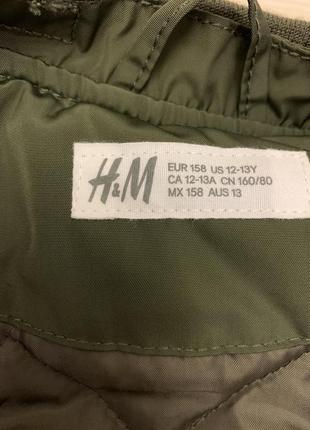 H&M
EUR 158 US 12-13Y
CA 12-13A CN 160/80
MX 158 AUS 13